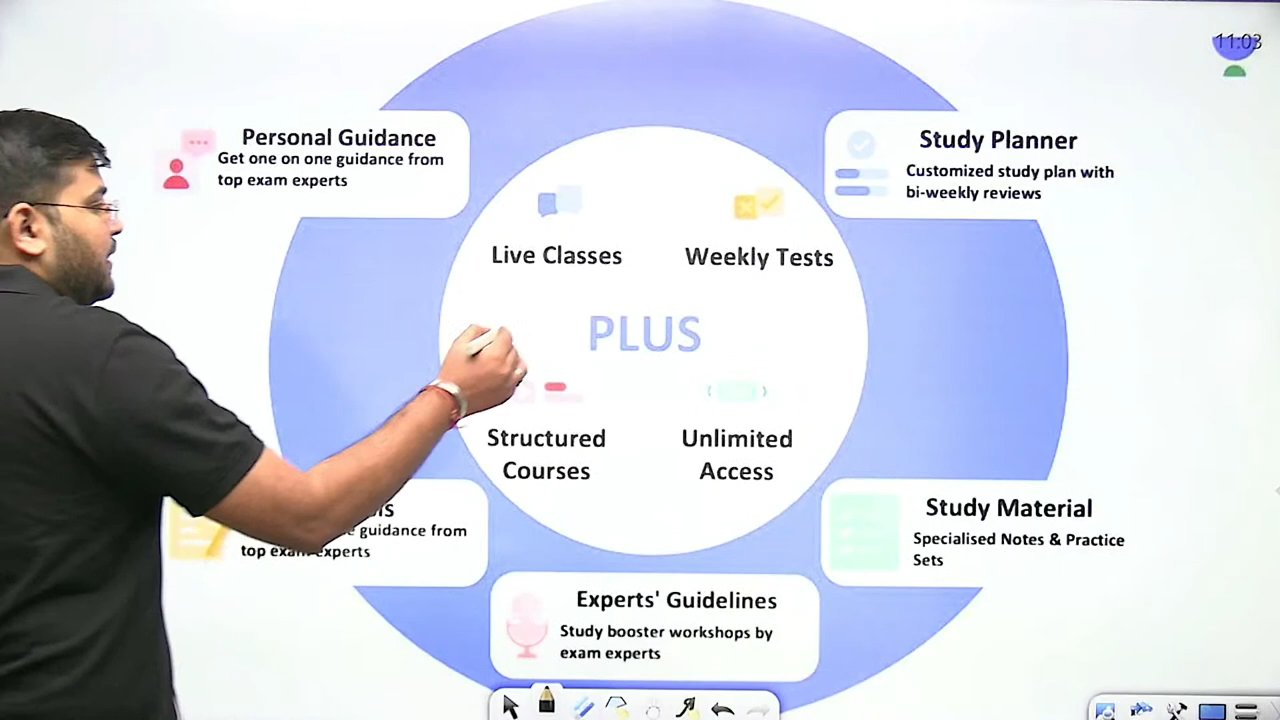 11:03
Personal Guidance
Get one on one guidance from
top exam experts
Study Planner
Customized study plan with
bi-weekly reviews
Live Classes
Weekly Tests
PLUS
Structured
Courses
Unlimited
Access
guidance from
top exam experts
Study Material
Specialised Notes & Practice
Sets
Experts' Guidelines
Study booster workshops by
exam experts